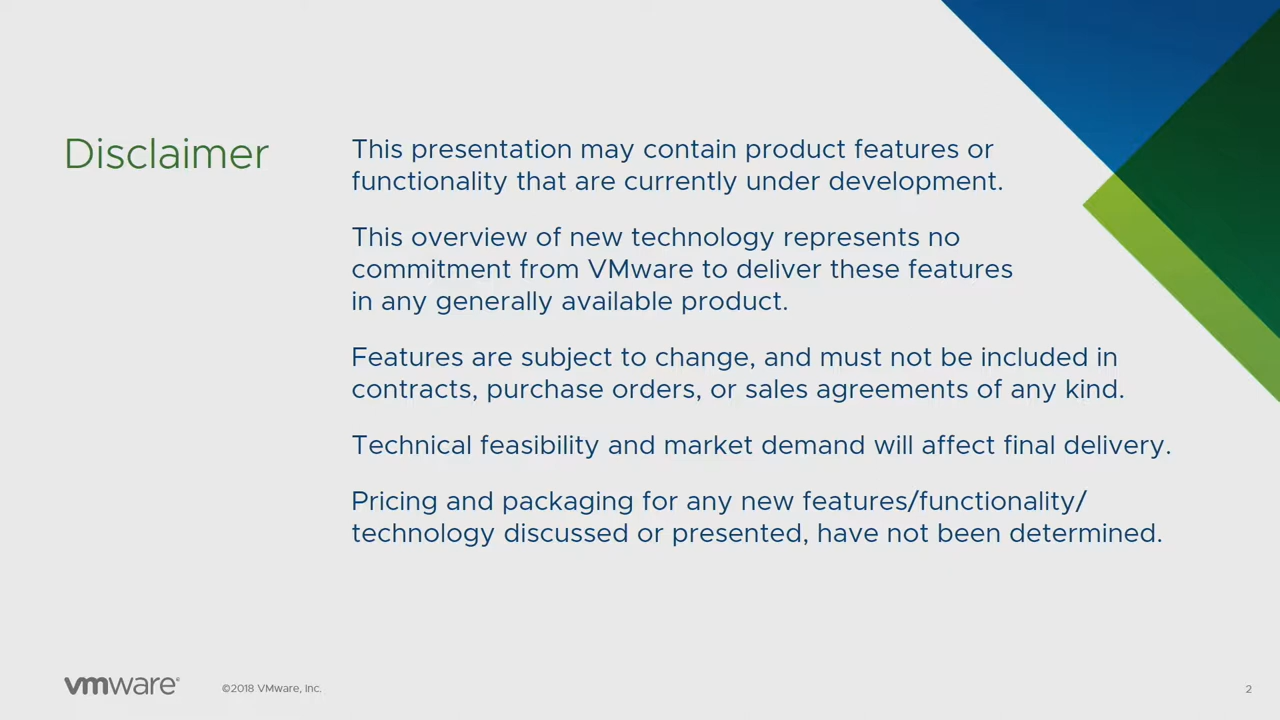 Disclaimer
This presentation may contain product features or
functionality that are currently under development.
This overview of new technology represents no
commitment from VMware to deliver these features
in any generally available product.
Features are subject to change, and must not be included in
contracts, purchase orders, or sales agreements of any kind.
Technical feasibility and market demand will affect final delivery.
Pricing and packaging for any new features/functionality/
technology discussed or presented, have not been determined.
vmware®
©2018 VMware, Inc.
2